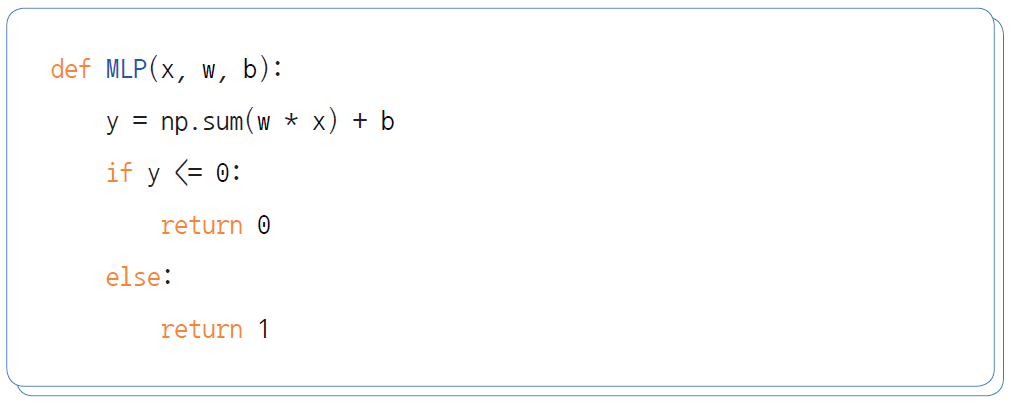 def MLP(x, w, b):
    y = np.sum(w * x) + b
    if y <= 0:
        return 0
    else:
        return 1